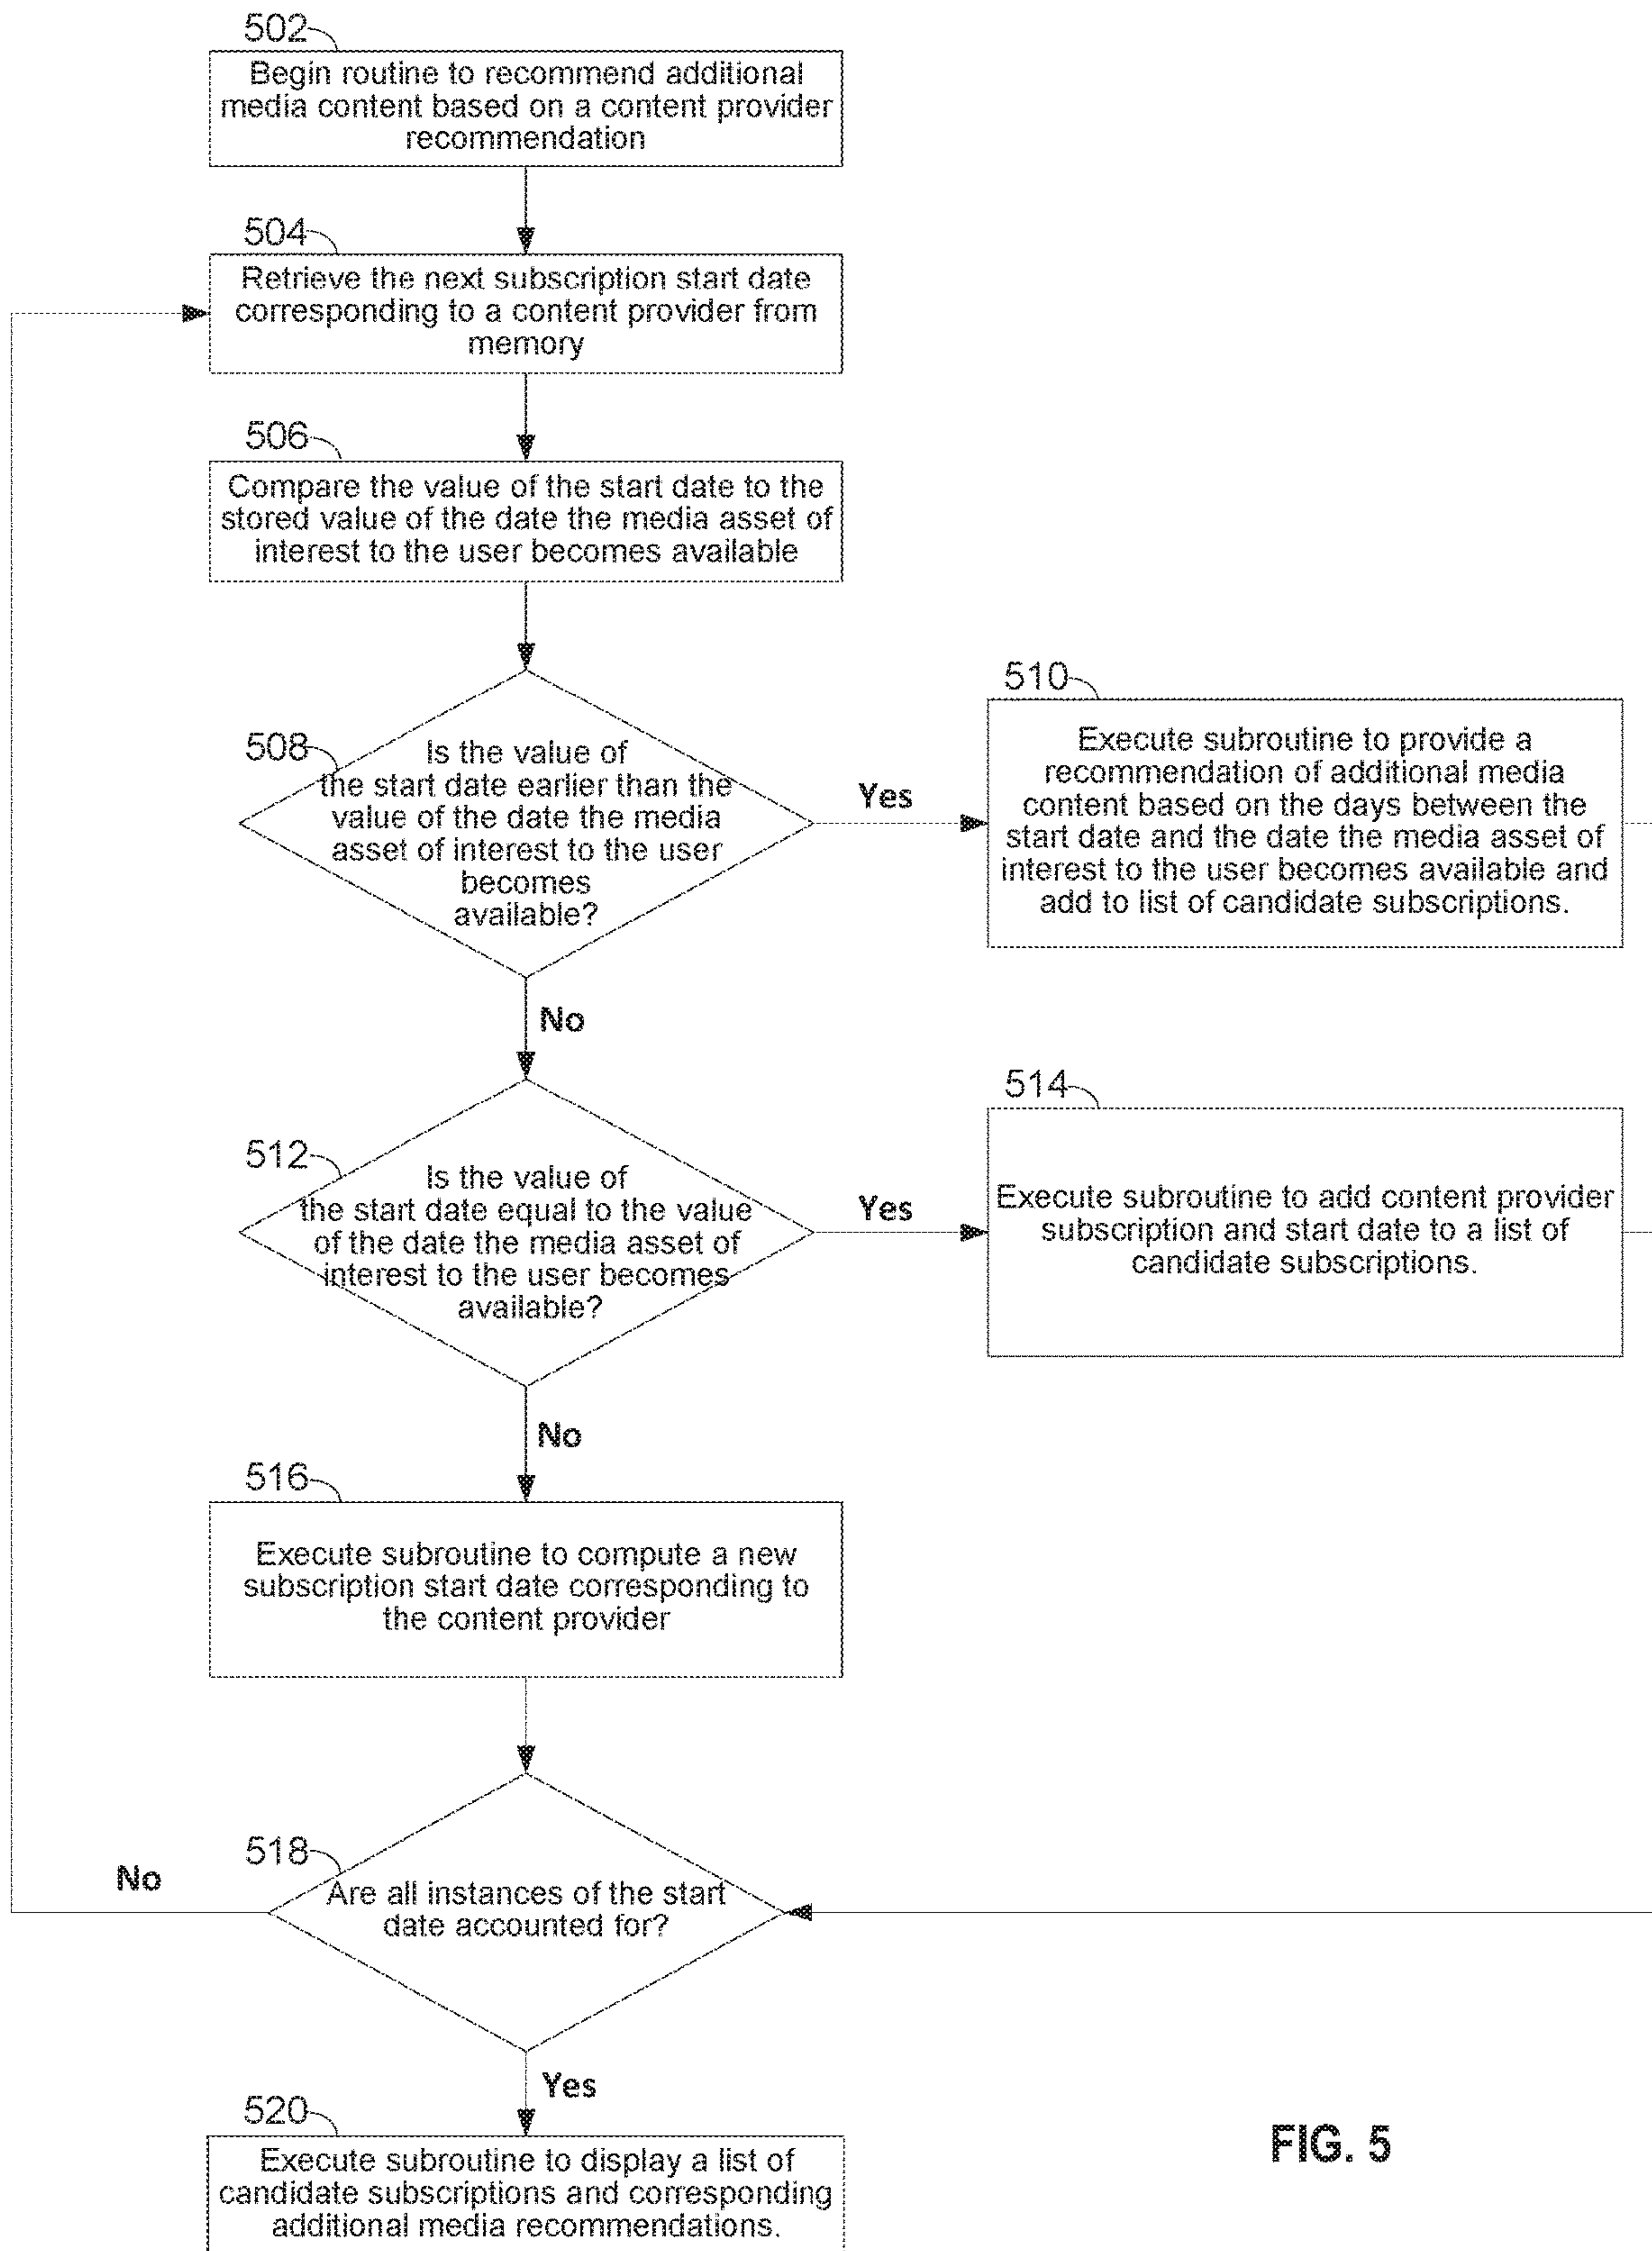 502
Begin routine to recommend additional
media content based on a content provider
recommendation
504
Retrieve the next subscription start date
corresponding to a content provider from
memory
506
Compare the value of the start date to the
stored value of the date the media asset of
interest to the user becomes available
508
Is the value of
the start date earlier than the
value of the date the media
asset of interest to the user
becomes
available?
Yes
510
Execute subroutine to provide a
recommendation of additional media
content based on the days between the
start date and the date the media asset of
interest to the user becomes available and
add to list of candidate subscriptions.
No
512
Is the value of
the start date equal to the value
of the date the media asset of
interest to the user becomes
available?
Yes
514
Execute subroutine to add content provider
subscription and start date to a list of
candidate subscriptions.
No
516
Execute subroutine to compute a new
subscription start date corresponding to
the content provider
518
Are all instances of the start
date accounted for?
No
Yes
520
Execute subroutine to display a list of
candidate subscriptions and corresponding
additional media recommendations.
FIG. 5